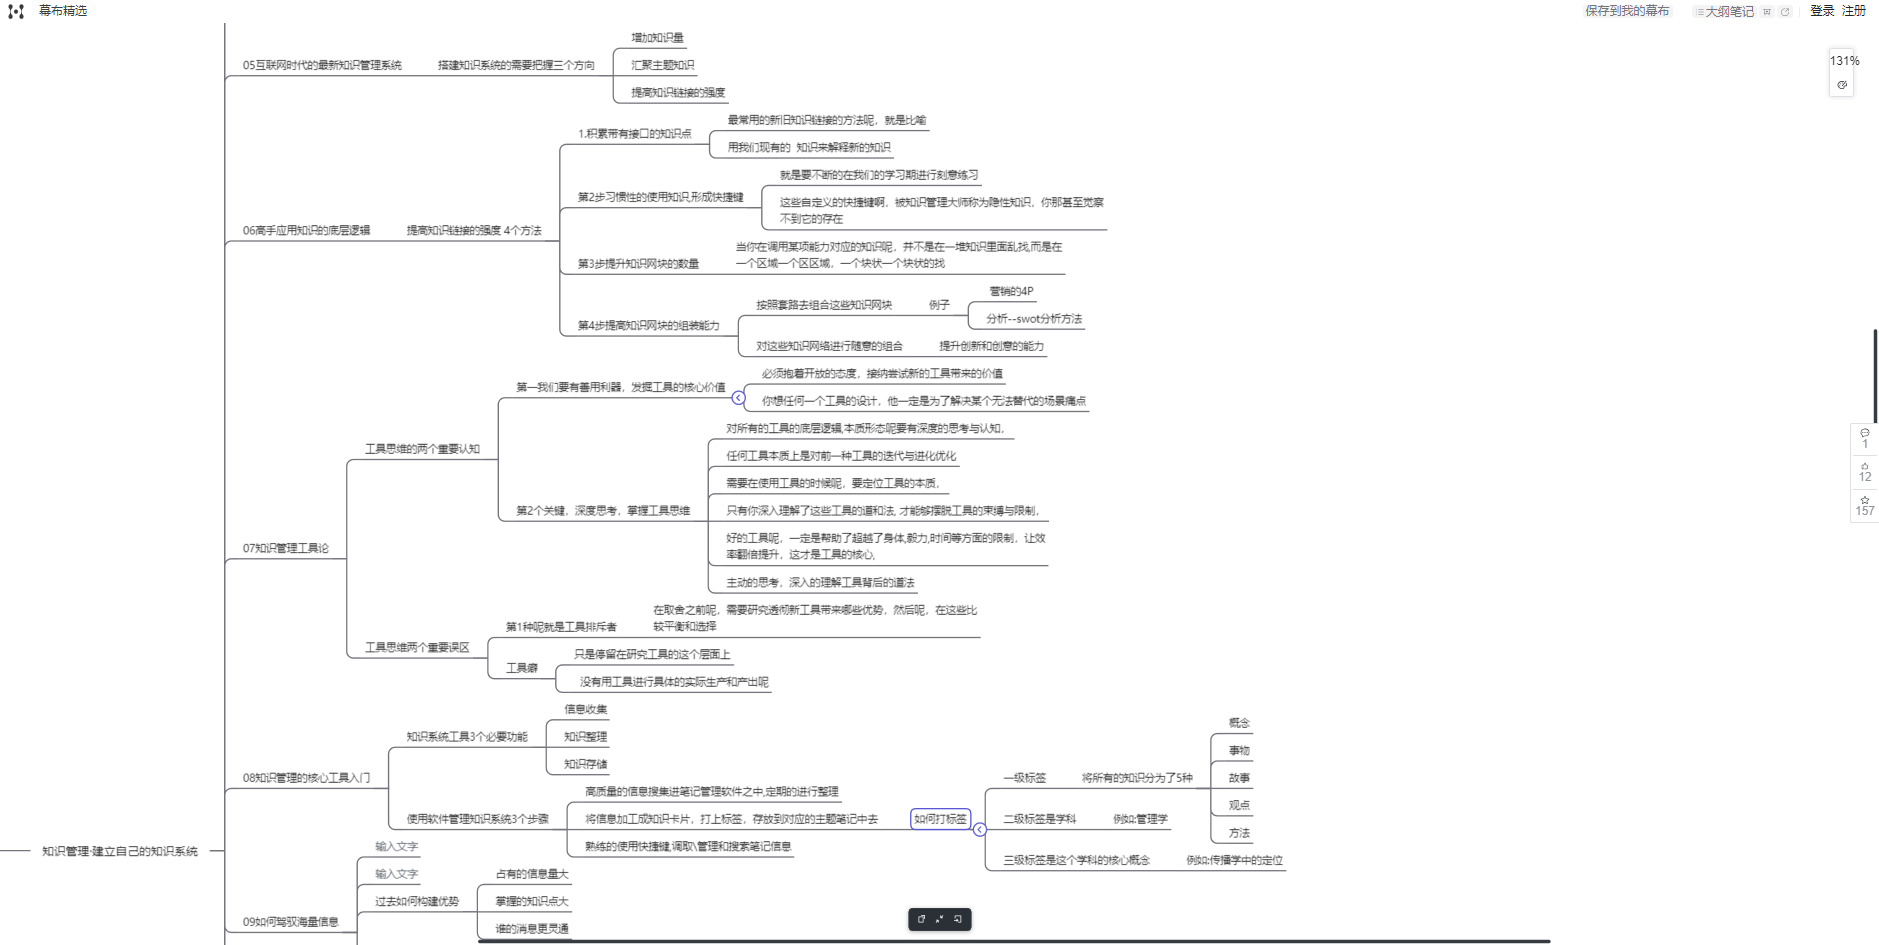 幕布精选
保存到我的幕布
大纲笔记
登录 注册
131%
增加知识量
05互联网时代的最新知识管理系统
搭建知识系统的需要把握三个方向
汇聚主题知识
提高知识链接的强度
最常用的新旧知识链接的方法呢，就是比喻
1,积累带有接口的知识点
用我们现有的 知识来解释新的知识
就是要不断的在我们的学习期进行刻意练习
第2步习惯性的使用知识,形成快捷键
这些自定义的快捷键啊，被知识管理大师称为隐性知识，你那甚至觉察
不到它的存在
06高手应用知识的底层逻辑
提高知识链接的强度 4个方法
当你在调用某项能力对应的知识呢，并不是在一堆知识里面乱找,而是在
一个区域一个区区域，一个块状一个块状的找
第3步提升知识网块的数量
营销的4P
按照套路去组合这些知识网块
例子
分析--swot分析方法
第4步提高知识网块的组装能力
对这些知识网络进行随意的组合
提升创新和创意的能力
必须抱着开放的态度，接纳尝试新的工具带来的价值
第一我们要有善用利器，发掘工具的核心价值
你想任何一个工具的设计，他一定是为了解决某个无法替代的场景痛点
对所有的工具的底层逻辑,本质形态呢要有深度的思考与认知，
工具思维的两个重要认知
任何工具本质上是对前一种工具的迭代与进化优化
需要在使用工具的时候呢，要定位工具的本质，
第2个关键，深度思考，掌握工具思维
只有你深入理解了这些工具的道和法, 才能够摆脱工具的束缚与限制，
好的工具呢，一定是帮助了超越了身体,毅力,时间等方面的限制，让效
率翻倍提升，这才是工具的核心,
07知识管理工具论
主动的思考，深入的理解工具背后的道法
在取舍之前呢，需要研究透彻新工具带来哪些优势，然后呢，在这些比
较平衡和选择
第1种呢就是工具排斥者
工具思维两个重要误区
只是停留在研究工具的这个层面上
工具癖
没有用工具进行具体的实际生产和产出呢
信息收集
知识系统工具3个必要功能
知识整理
知识存储
08知识管理的核心工具入门
高质量的信息搜集进笔记管理软件之中,定期的进行整理
使用软件管理知识系统3个步骤
将信息加工成知识卡片，打上标签，存放到对应的主题笔记中去
如何打标签
熟练的使用快捷键,调取\管理和搜索笔记信息
概念
事物
一级标签
将所有的知识分为了5种
故事
观点
方法
二级标签是学科
例如:管理学
三级标签是这个学科的核心概念
例如:传播学中的定位
知识管理·建立自己的知识系统
输入文字
输入文字
占有的信息量大
过去如何构建优势
掌握的知识点大
09如何驾驭海量信息
谁的消息更灵通
1
12
157